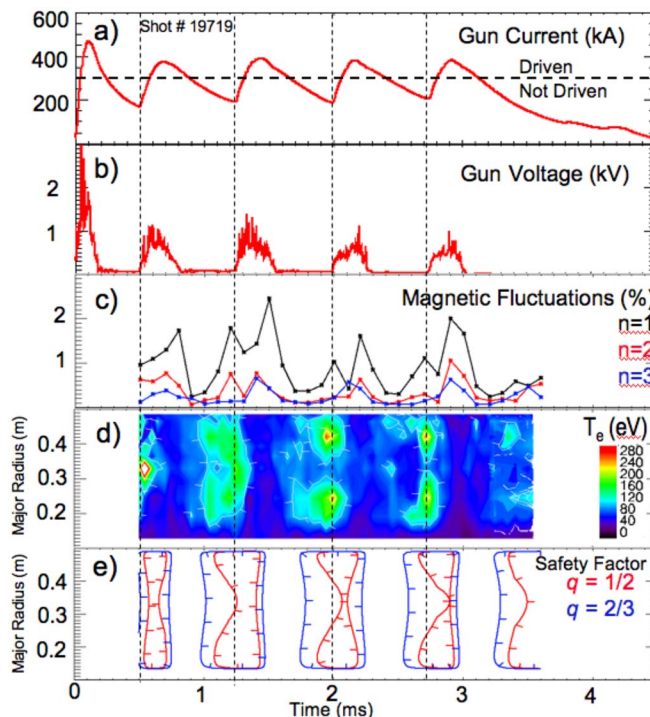 600
400
200
a)
Shot # 19719
Gun Current (kA)
Driven
Not Driven
2
1
b)
Gun Voltage (kV)
2
1
c)
Magnetic Fluctuations (%)
n=1
n=2
n=3
Major Radius (m)
0.4
0.3
0.2
d)
Te (eV)
280
240
200
160
120
80
40
0
Major Radius (m)
0.4
0.3
0.2
e)
Safety Factor
q = 1/2
q = 2/3
0 1 2 3 4
Time (ms)